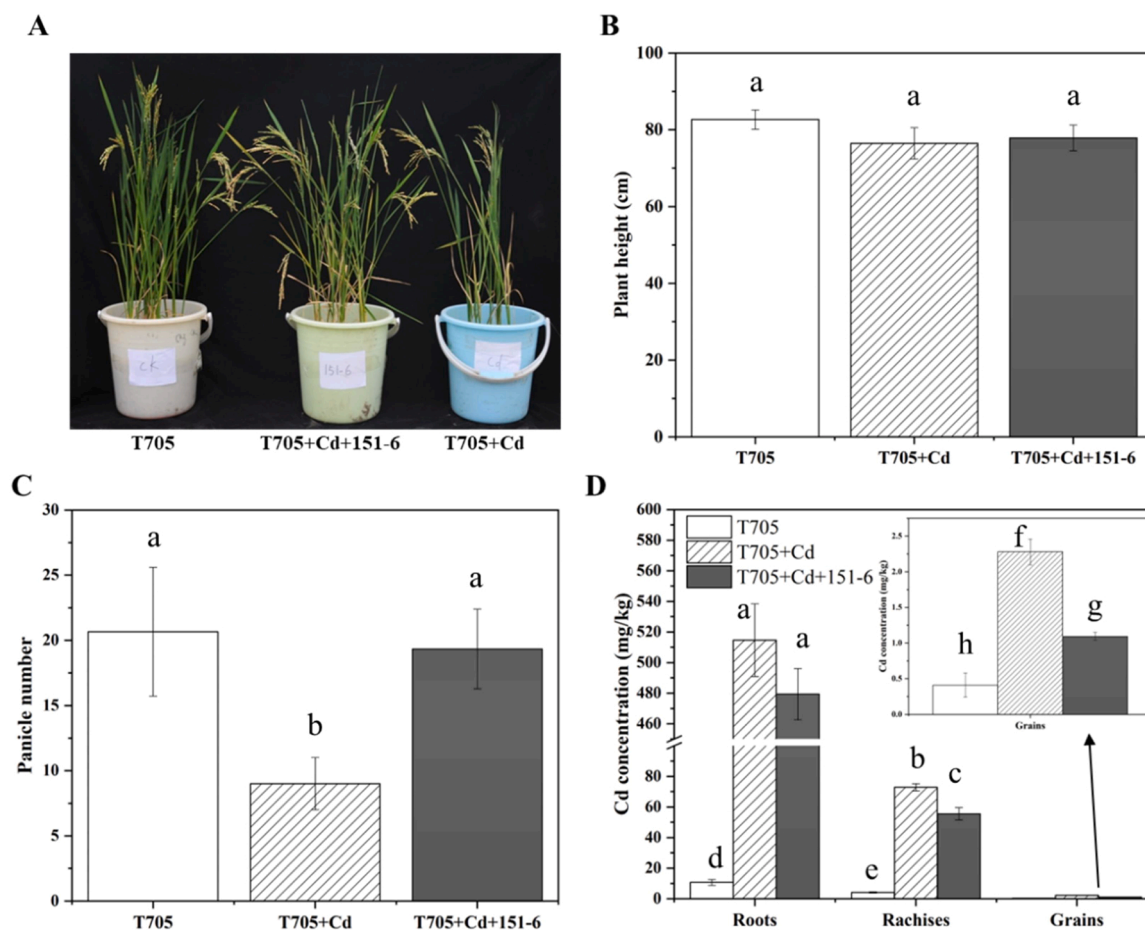 A
CK
151-6
Cd
T705
T705+Cd+151-6
T705+Cd
B
100
80
60
40
20
0
Plant height (cm)
a
a
a
T705
T705+Cd
T705+Cd+151-6
C
30
25
20
15
10
5
0
Panicle number
a
b
a
T705
T705+Cd
T705+Cd+151-6
D
600
580
560
540
520
500
480
460
80
60
40
20
0
Cd concentration (mg/kg)
T705
T705+Cd
T705+Cd+151-6
a
a
d
b
c
e
Roots
Rachises
Grains
2.5
2.0
1.5
1.0
0.5
0.0
Cd concentration (mg/kg)
f
g
h
Grains